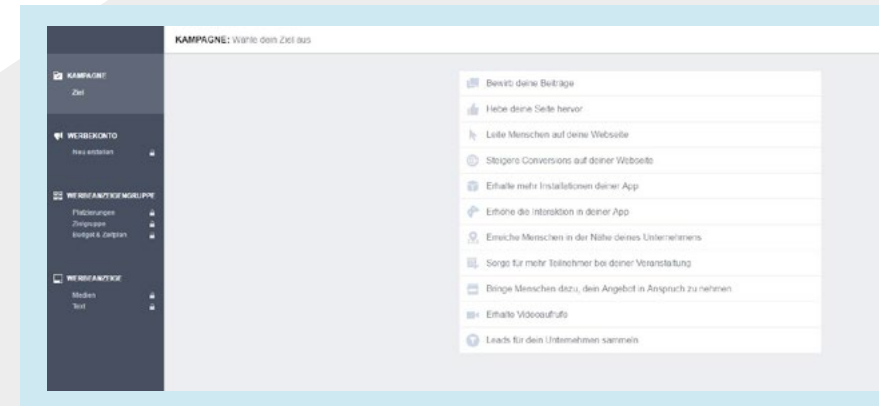 KAMPAGNE: Wähle dein Ziel aus
KAMPAGNE
Ziel
WERBEKONTO
Neu erstellen
WERBEANZEIGENGRUPPE
Platzierungen
Zielgruppe
Budget & Zeitplan
WERBEANZEIGE
Medien
Text
Bewirb deine Beiträge
Hebe deine Seite hervor
Leite Menschen auf deine Webseite
Steigere Conversions auf deiner Webseite
Erhalte mehr Installationen deiner App
Erhöhe die Interaktion in deiner App
Erreiche Menschen in der Nähe deines Unternehmens
Sorge für mehr Teilnehmer bei deiner Veranstaltung
Bringe Menschen dazu, dein Angebot in Anspruch zu nehmen
Erhalte Videoaufrufe
Leads für dein Unternehmen sammeln